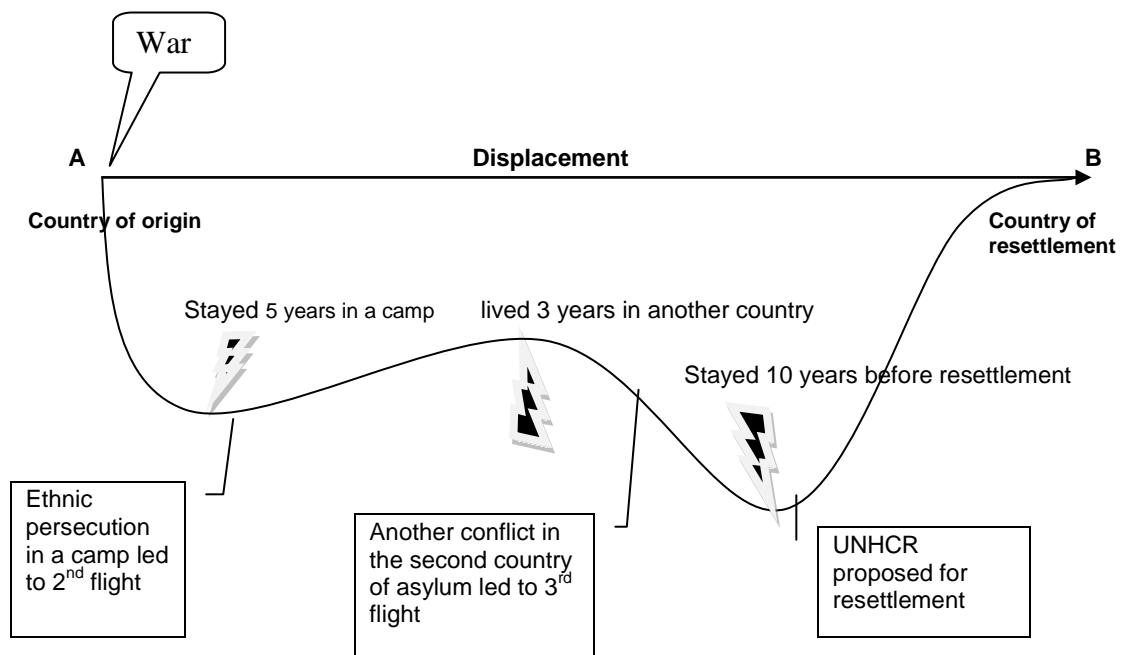 War
A
Displacement
B
Country of origin
Country of
resettlement
Stayed 5 years in a camp
lived 3 years in another country
Stayed 10 years before resettlement
Ethnic
persecution
in a camp led
to 2nd flight
Another conflict in
the second country
of asylum led to 3rd
flight
UNHCR
proposed for
resettlement